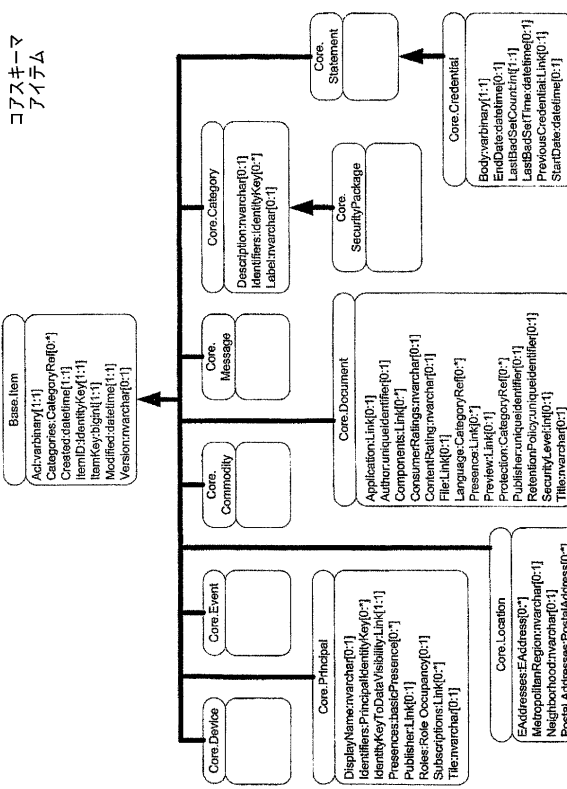 コアスキーマ
アイテム
Base.Item
Acl:varbinary[1:1]
Categories:CategoryRef[0:*]
Created:datetime[1:1]
ItemID:IdentityKey[1:1]
ItemKey:bigint[1:1]
Modified:datetime[1:1]
Version:nvarchar[0:1]
Core.Device
Core.Event
Core.
Commodity
Core.
Message
Core.Category
Description:nvarchar[0:1]
Identifiers:IdentityKey[0:*]
Label:nvarchar[0:1]
Core.
SecurityPackage
Core.
Statement
Core.Credential
Body:varbinary[1:1]
EndDate:datetime[0:1]
LastBadSetCount:int[1:1]
LastBadSetTime:datetime[0:1]
PreviousCredential:Link[0:1]
StartDate:datetime[0:1]
Core.Principal
DisplayName:nvarchar[0:1]
Identifiers:PrincipalIdentityKey[0:*]
IdentityKeyToDataVisibility:Link[1:1]
Presences:basicPresence[0:*]
Publisher:Link[0:1]
Roles:Role Occupancy[0:1]
Subscriptions:Link[0:*]
Tile:nvarchar[0:1]
Core.Document
Application:Link[0:1]
Author:uniqueidentifier[0:1]
Components:Link[0:*]
ConsumerRatings:nvarchar[0:1]
ContentRating:nvarchar[0:1]
File:Link[0:1]
Language:CategoryRef[0:*]
Presence:Link[0:*]
Preview:Link[0:1]
Protection:CategoryRef[0:*]
Publisher:uniqueidentifier[0:1]
RetentionPolicy:uniqueidentifier[0:1]
SecurityLevel:int[0:1]
Title:nvarchar[0:1]
Core.Location
EAddresses:EAddress[0:*]
MetropolitanRegion:nvarchar[0:1]
Neighborhood:nvarchar[0:1]
Postal Addresses:PostalAddress[0:*]